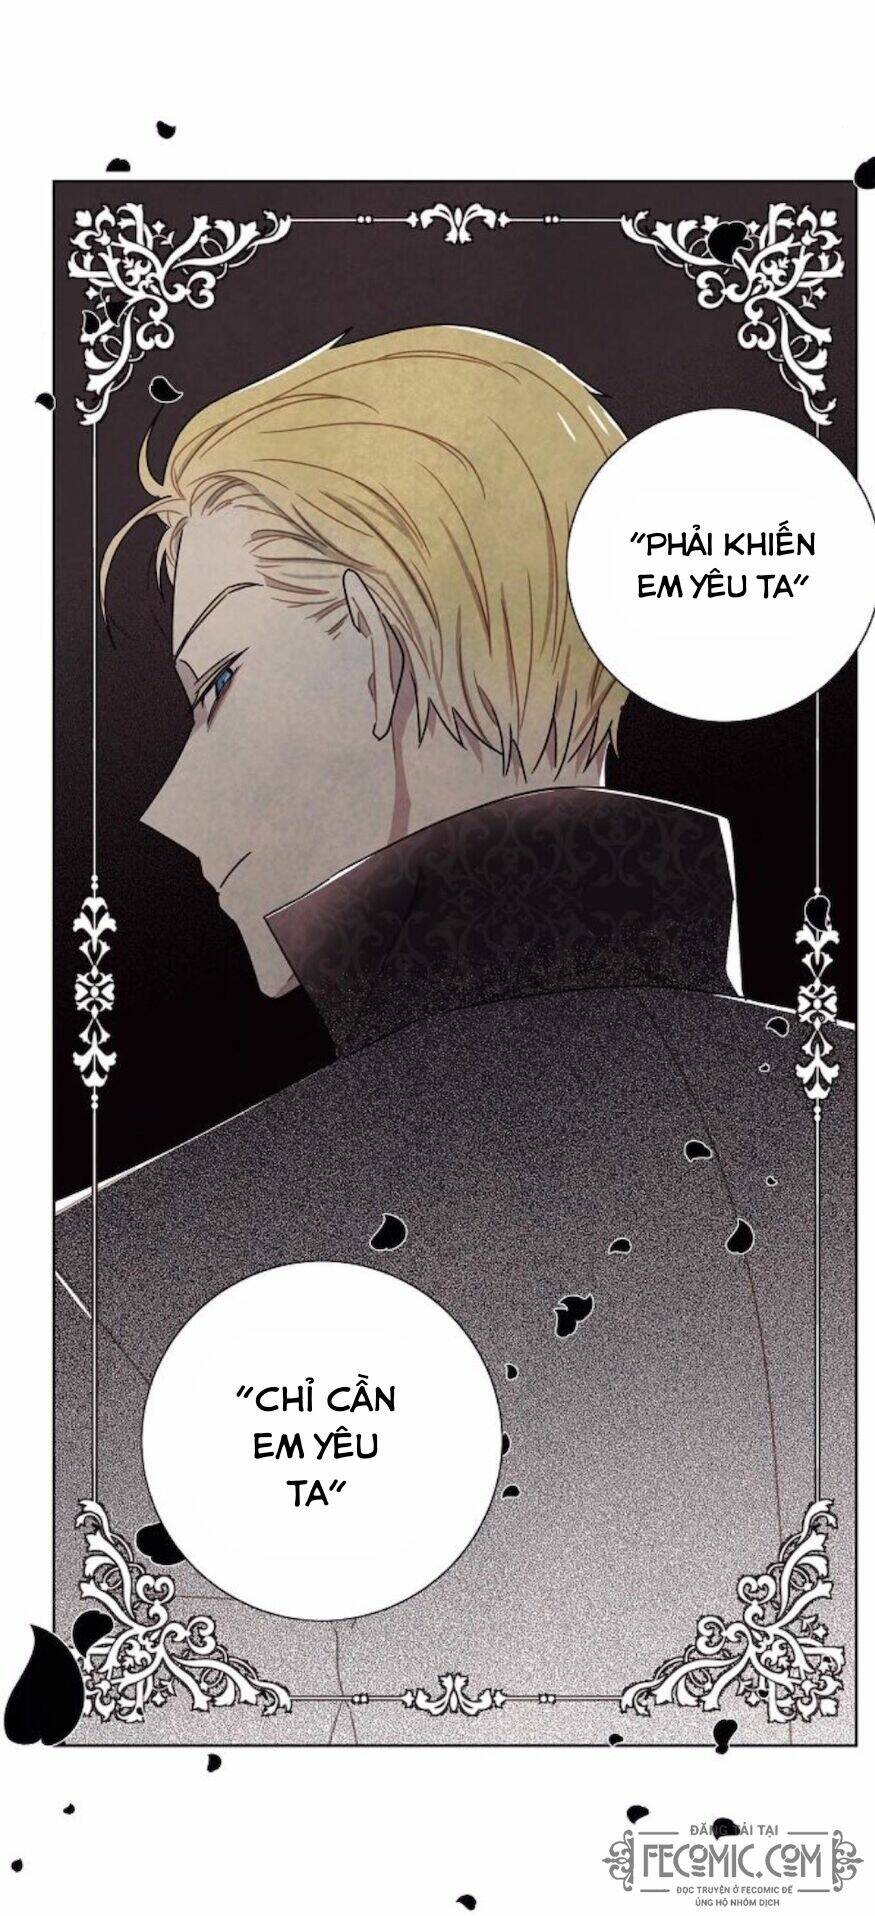 “PHẢI KHIẾN
EM YÊU TA”
“CHỈ CẦN
EM YÊU
TA”
ĐĂNG TẢI TẠI
FECOMIC.COM
ĐỌC TRUYỆN Ở FECOMIC ĐỂ
ỦNG HỘ NHÓM DỊCH